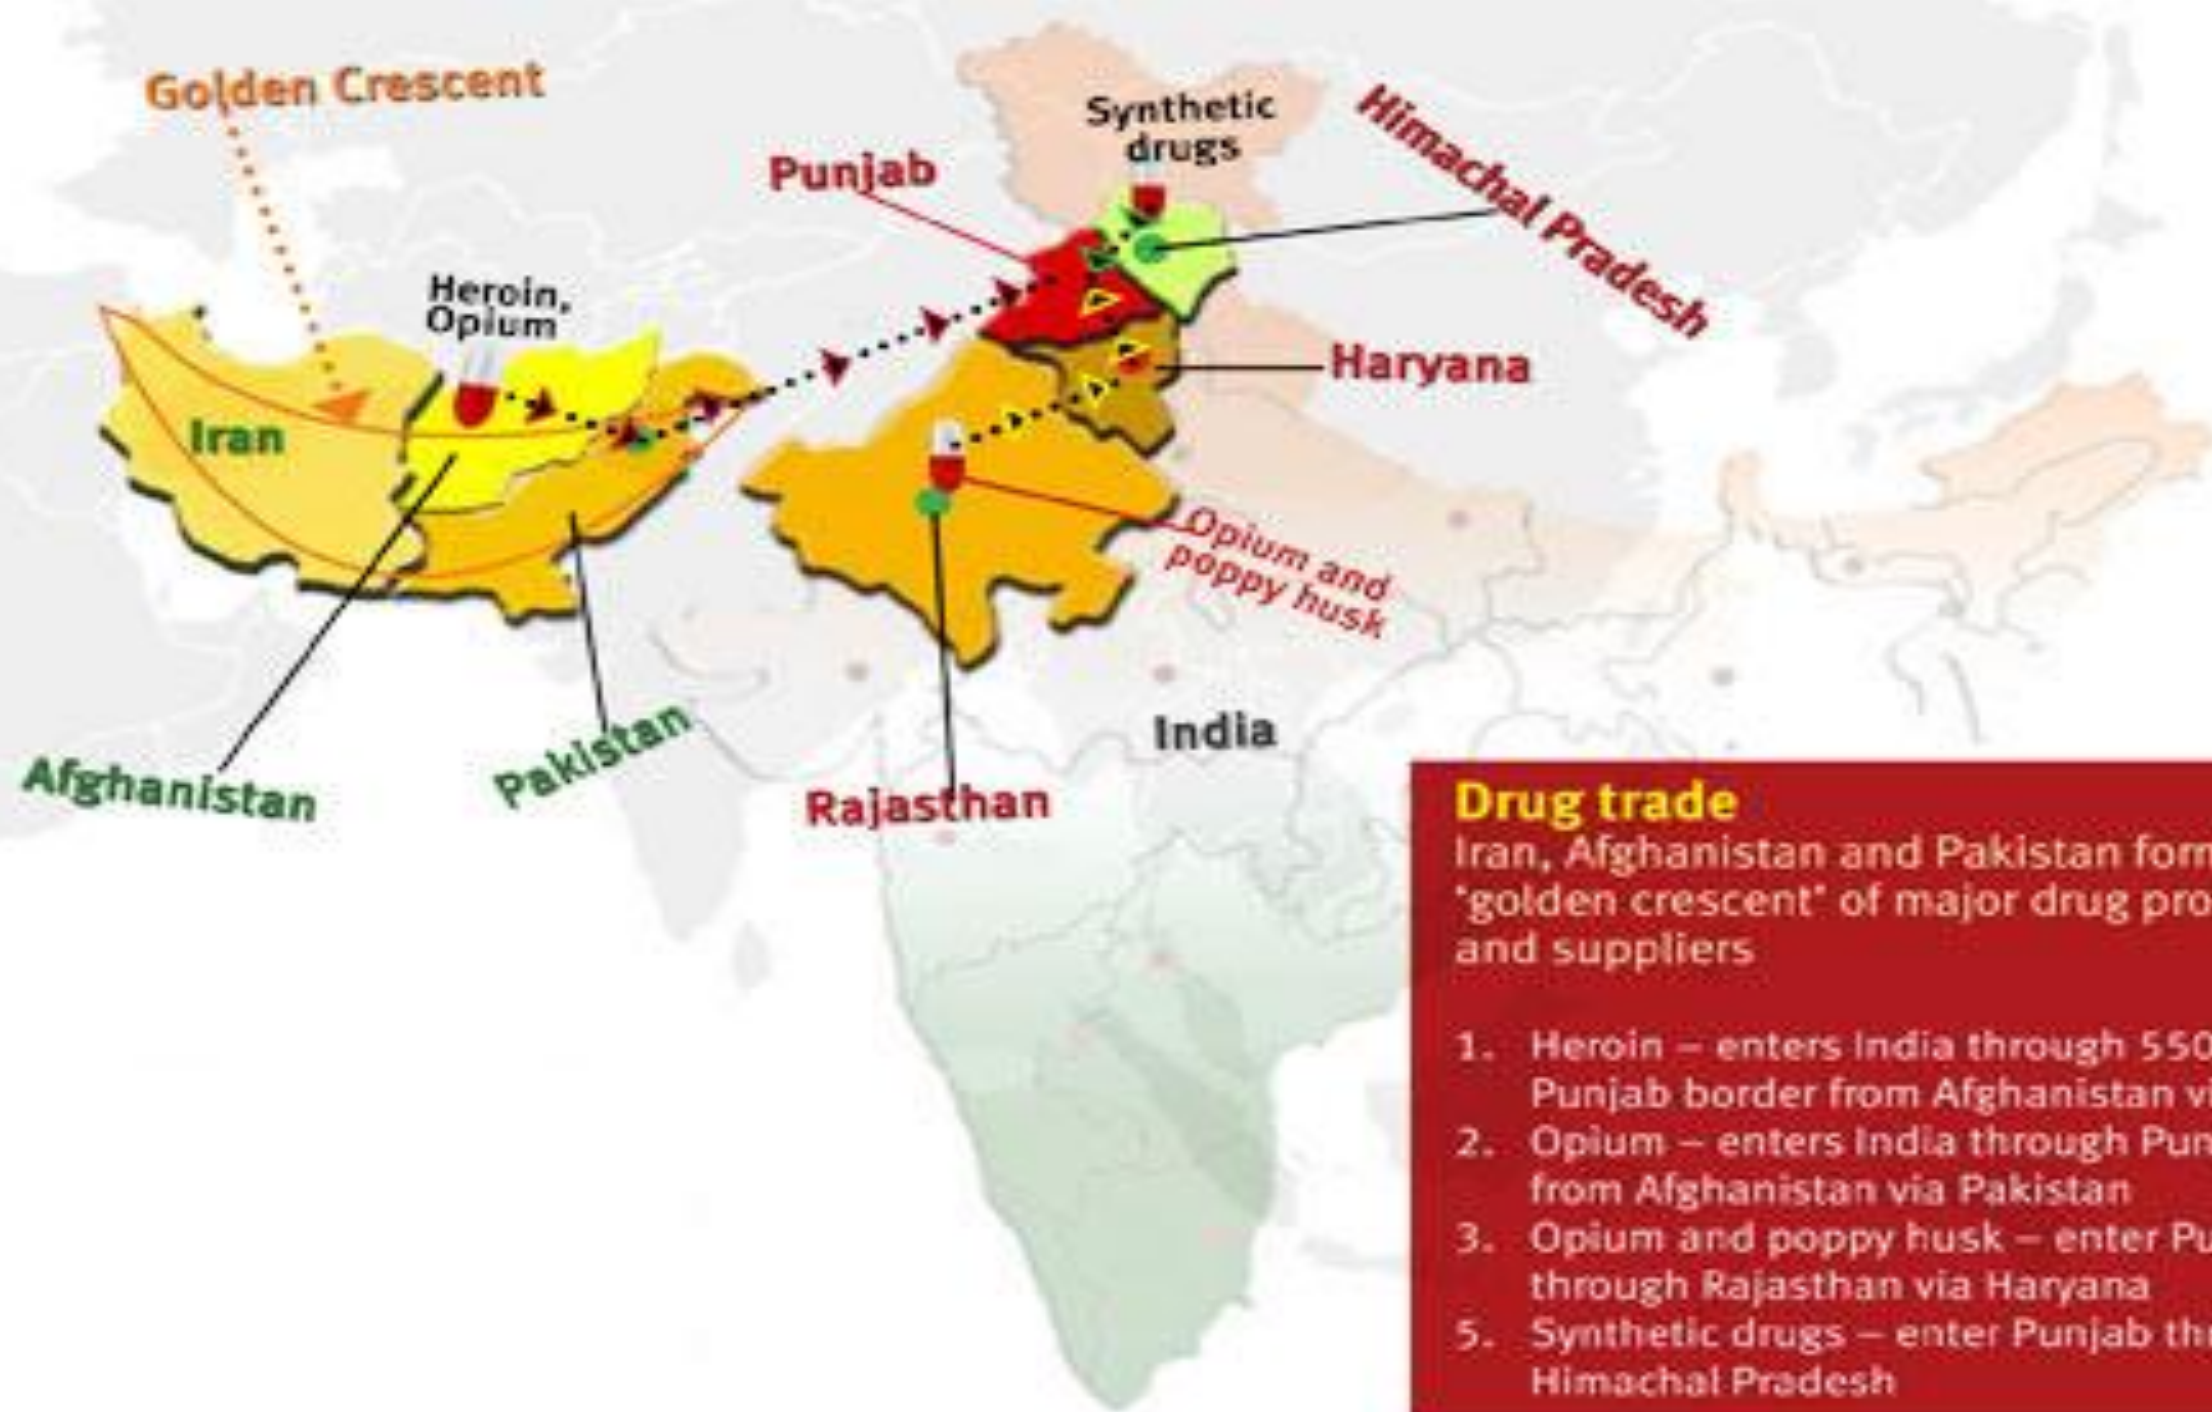 Golden Crescent
Synthetic
drugs
Himachal Pradesh
Punjab
Heroin,
Opium
Haryana
Iran
Opium and
poppy husk
Afghanistan
Pakistan
Rajasthan
India
Drug trade
Iran, Afghanistan and Pakistan for
"golden crescent" of major drug pro
and suppliers
1. Heroin – enters India through 550
Punjab border from Afghanistan v
2. Opium – enters India through Pun
from Afghanistan via Pakistan
3. Opium and poppy husk – enter Pu
through Rajasthan via Haryana
5. Synthetic drugs – enter Punjab th
Himachal Pradesh